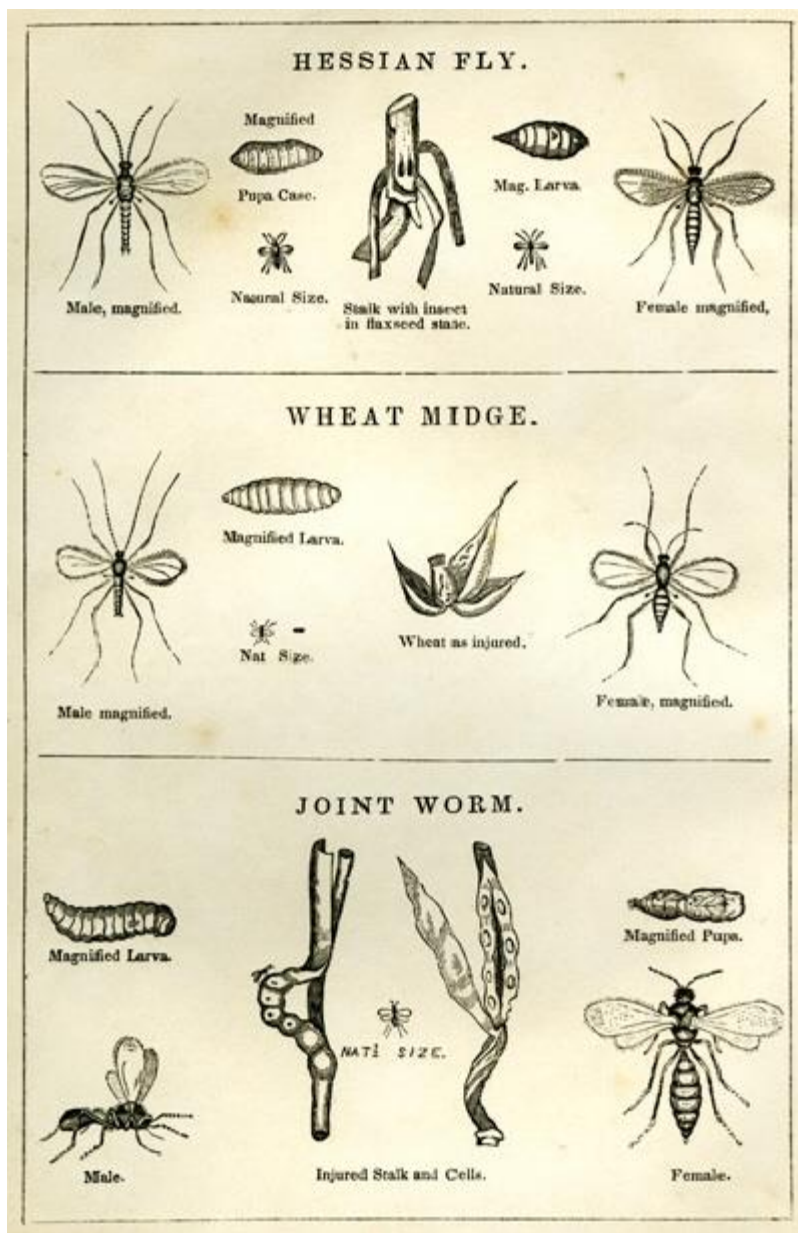 HESSIAN FLY.
Magnified
Pupa Case.
Mag. Larva.
Male, magnified.
Natural Size.
Stalk with insect
in flaxseed state.
Natural Size.
Female magnified,
WHEAT MIDGE.
Magnified Larva.
Nat Size.
Wheat as injured.
Male magnified.
Female, magnified.
JOINT WORM.
Magnified Larva.
Magnified Pupa.
NATL SIZE.
Male.
Injured Stalk and Cells.
Female.